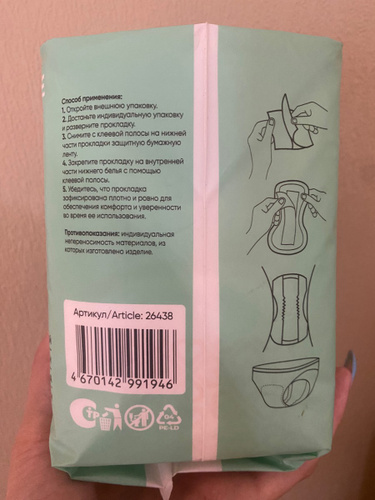 Способ применения:
1. Откройте внешнюю упаковку.
2. Достаньте индивидуальную упаковку
и разверните прокладку.
3. Снимите с клеевой полосы на нижней
части прокладки защитную бумажную
ленту.
4. Закрепите прокладку на внутренней
части нижнего белья с помощью
клеевой полосы.
5. Убедитесь, что прокладка
зафиксирована плотно и ровно для
обеспечения комфорта и уверенности
во время ее использования.
Противопоказания: индивидуальная
непереносимость материалов, из
которых изготовлено изделие.
Артикул/Article: 26438
4 670142 991946
ТР
04
PE-LD